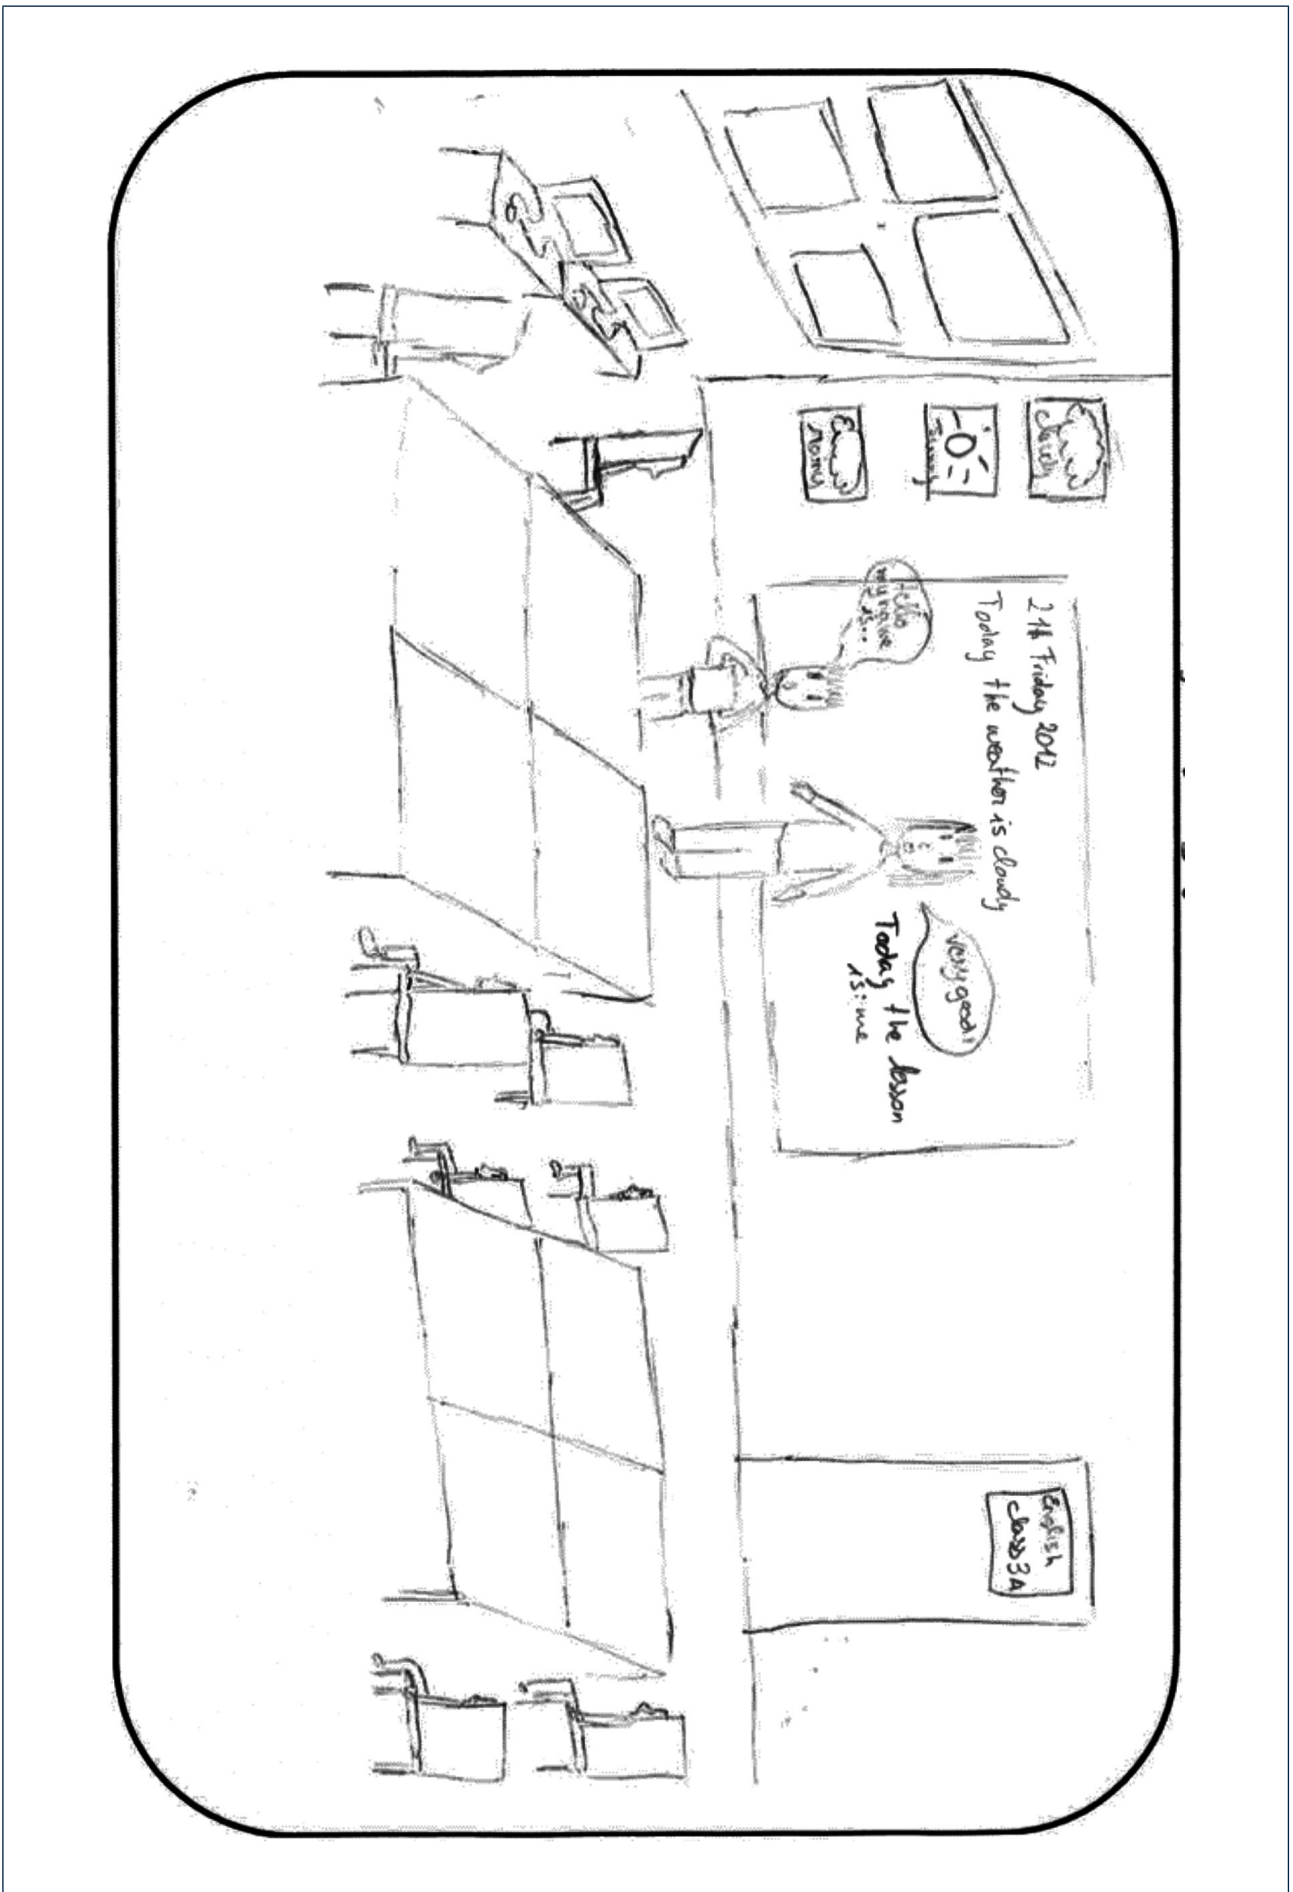 21th Friday 2012
Today the weather is cloudy
Hello
my name
is...
very good!
Today the lesson
is: me
cloudy
Sunny
English
class 3A